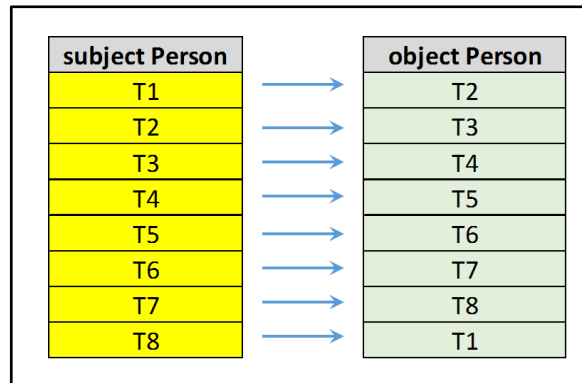 subject Person object Person
T1 T2
T2 T3
T3 T4
T4 T5
T5 T6
T6 T7
T7 T8
T8 T1